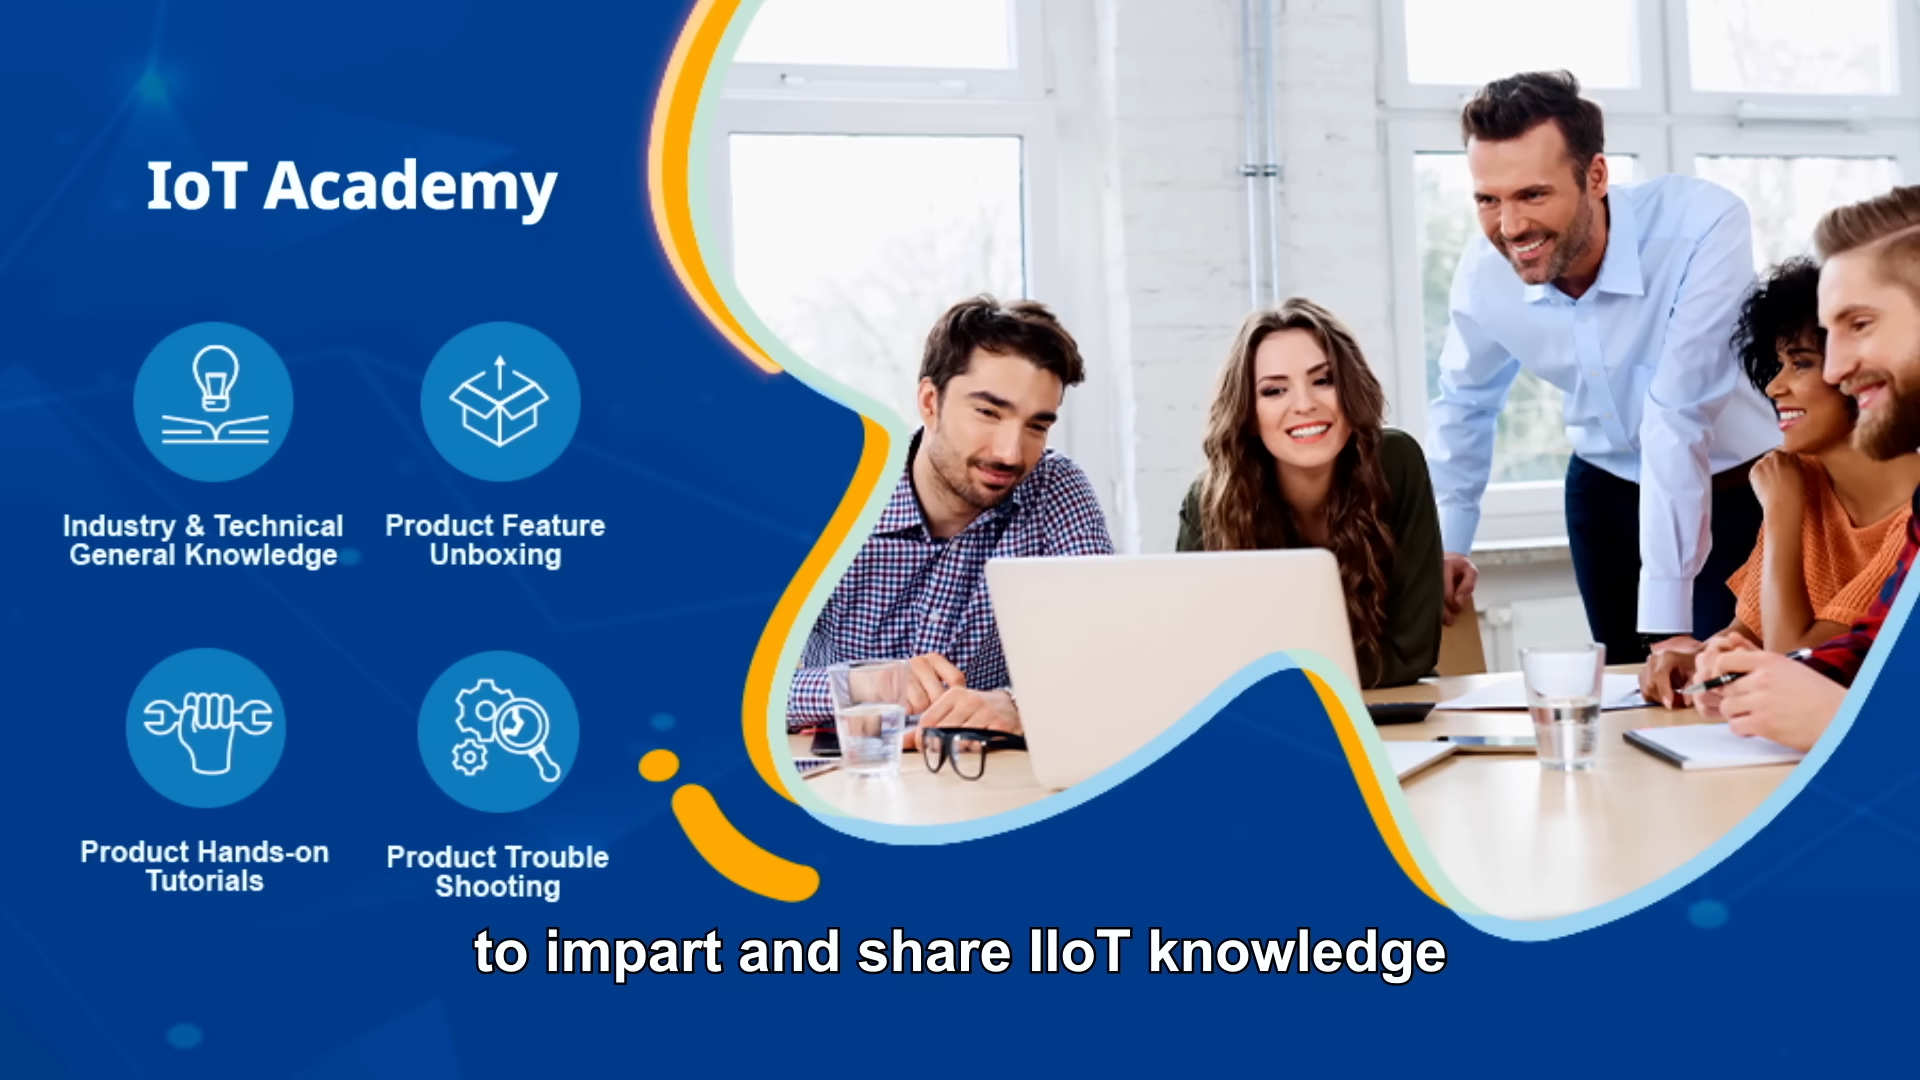 IoT Academy
Industry & Technical
General Knowledge
Product Feature
Unboxing
Product Hands-on
Tutorials
Product Trouble
Shooting
to impart and share IIoT knowledge